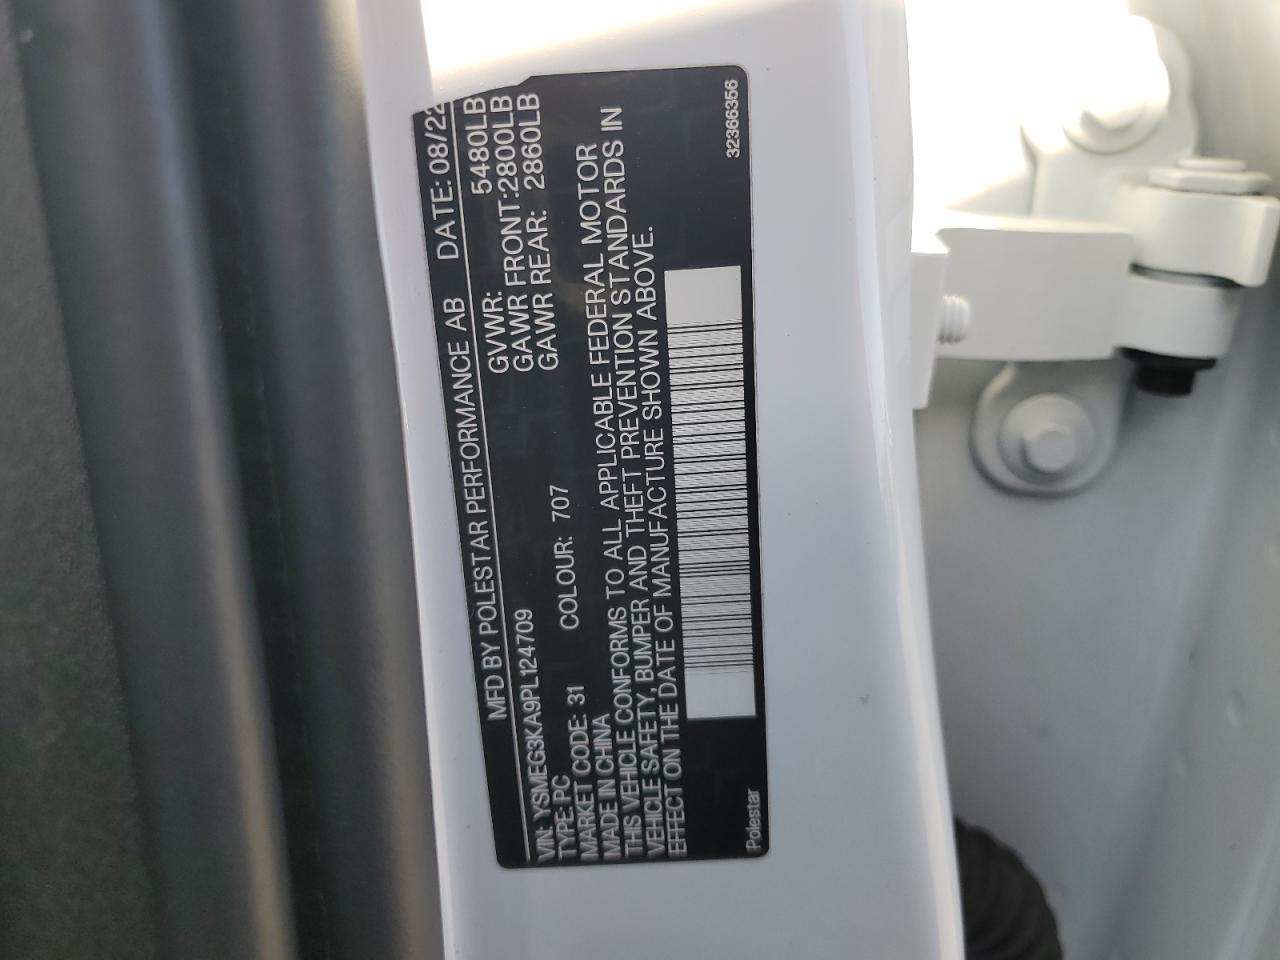 MFD BY POLESTAR PERFORMANCE AB DATE: 08/22
GVWR: 5480LB
GAWR FRONT:2800LB
VIN: YSMEG3KA9PL124709 GAWR REAR: 2860LB
TYPE: PC
MARKET CODE: 31 COLOUR: 707
MADE IN CHINA
THIS VEHICLE CONFORMS TO ALL APPLICABLE FEDERAL MOTOR
VEHICLE SAFETY, BUMPER AND THEFT PREVENTION STANDARDS IN
EFFECT ON THE DATE OF MANUFACTURE SHOWN ABOVE.
Polestar 32366356